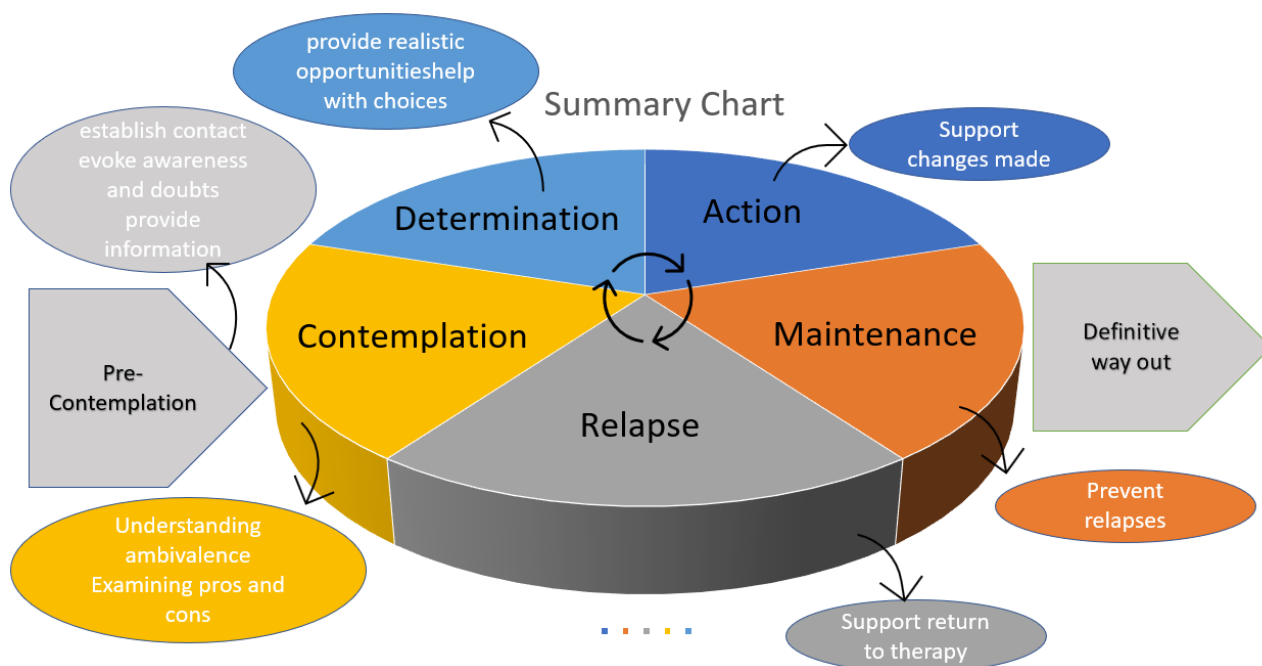 provide realistic
opportunitieshelp
with choices
Summary Chart
establish contact
evoke awareness
and doubts
provide
information
Support
changes made
Determination
Action
Contemplation
Maintenance
Pre-
Contemplation
Definitive
way out
Relapse
Understanding
ambivalence
Examining pros and
cons
Prevent
relapses
Support return
to therapy